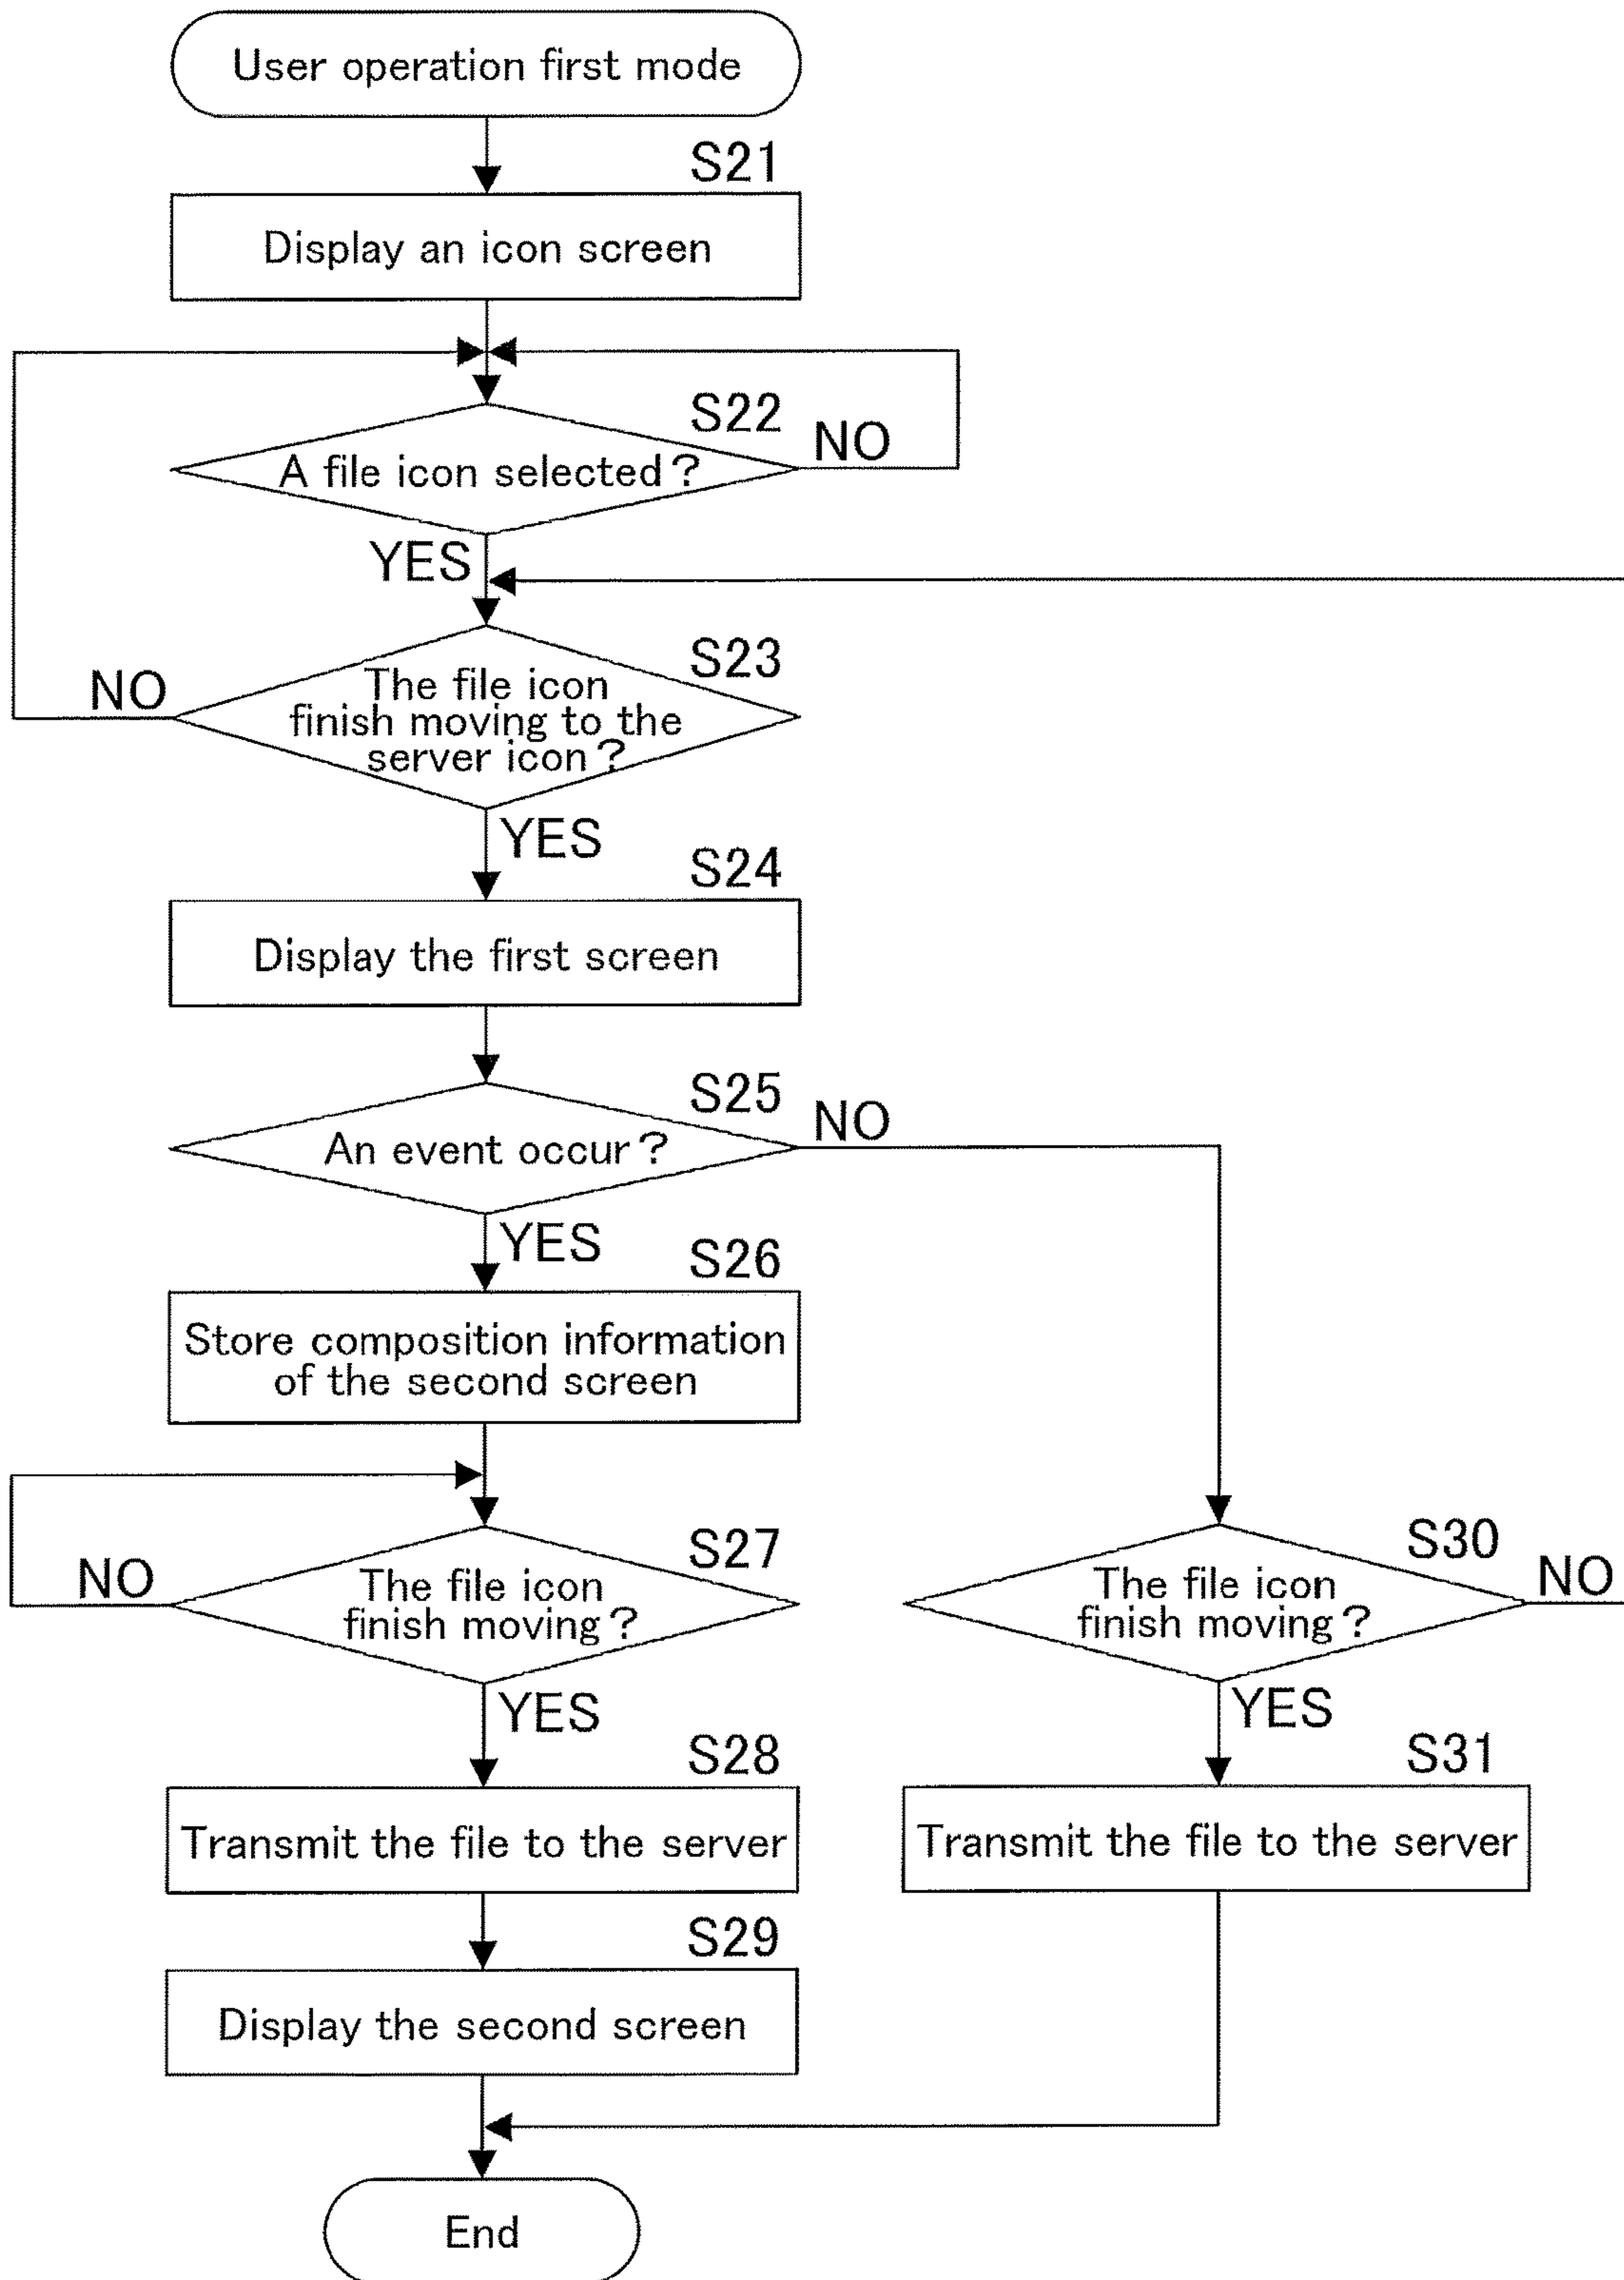 User operation first mode
S21
Display an icon screen
S22
A file icon selected?
NO
YES
S23
The file icon
finish moving to the
server icon?
NO
YES
S24
Display the first screen
S25
An event occur?
NO
YES
S26
Store composition information
of the second screen
S27
The file icon
finish moving?
NO
YES
S28
Transmit the file to the server
S29
Display the second screen
S30
The file icon
finish moving?
NO
YES
S31
Transmit the file to the server
End